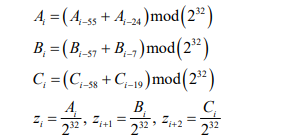 A_i = (A_{i-55} + A_{i-24}) mod(2^{32})
B_i = (B_{i-57} + B_{i-7}) mod(2^{32})
C_i = (C_{i-58} + C_{i-19}) mod(2^{32})
z_i = A_i / 2^{32} , z_{i+1} = B_i / 2^{32} , z_{i+2} = C_i / 2^{32}